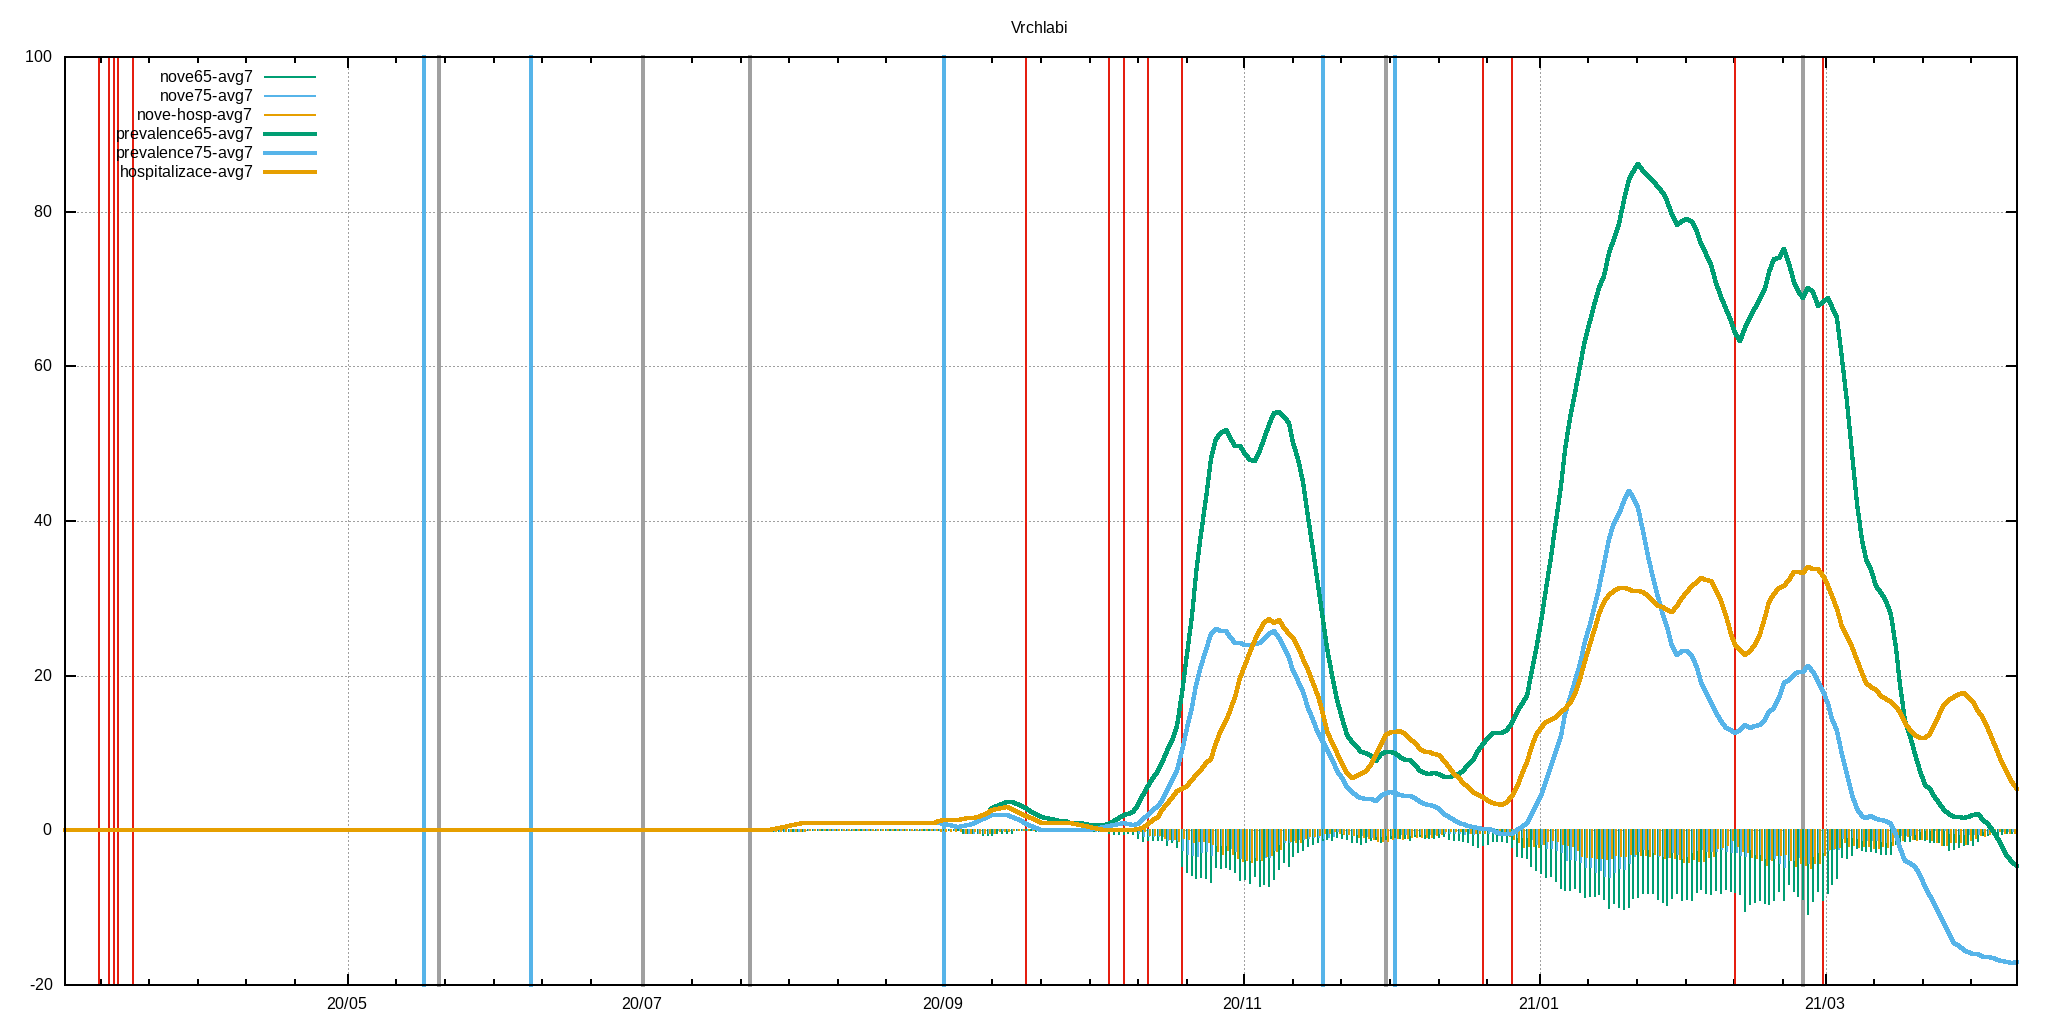 Vrchlabi
100
nove65-avg7
nove75-avg7
nove-hosp-avg7
prevalence65-avg7
prevalence75-avg7
hospitalizace-avg7
80
60
40
20
0
-20
20/05 20/07 20/09 20/11 21/01 21/03